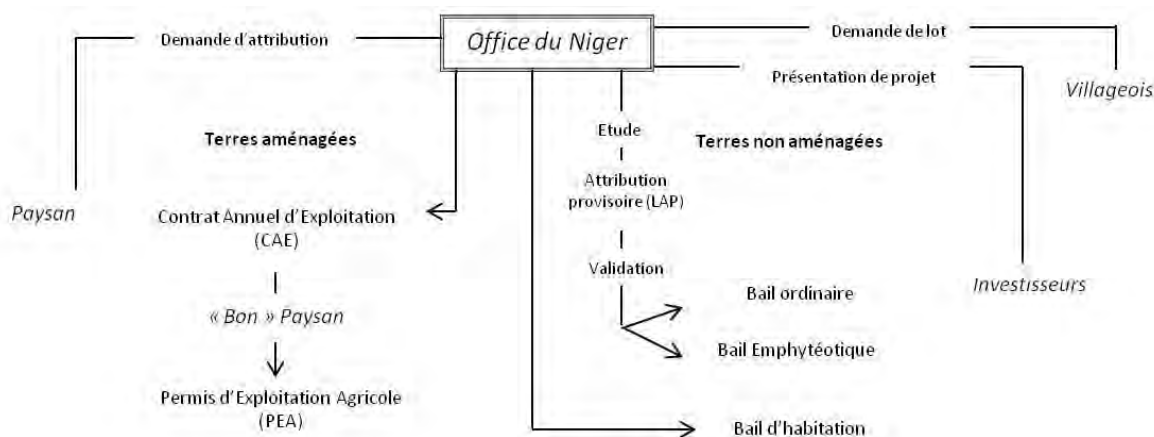 Demande d'attribution
Office du Niger
Demande de lot
Présentation de projet
Villageois
Terres aménagées
Etude
Terres non aménagées
Attribution
provisoire (LAP)
Paysan
Contrat Annuel d'Exploitation
(CAE)
Validation
Investisseurs
Bail ordinaire
« Bon » Paysan
Bail Emphytéotique
Permis d'Exploitation Agricole
(PEA)
Bail d'habitation